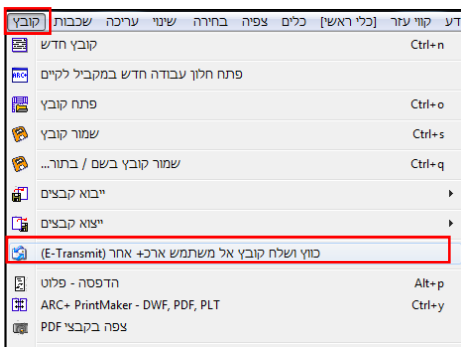 קובץ שכבות עריכה שינוי בחירה צפיה כלים [כלי ראשי] קווי עזר דע
קובץ חדש Ctrl+n
פתח חלון עבודה חדש במקביל לקיים
פתח קובץ Ctrl+o
שמור קובץ Ctrl+s
שמור קובץ בשם / בתור... Ctrl+q
ייבוא קבצים
ייצוא קבצים
כווץ ושלח קובץ אל משתמש ארכ+ אחר (E-Transmit)
הדפסה - פלוט Alt+p
ARC+ PrintMaker - DWF, PDF, PLT Ctrl+y
צפה בקבצי PDF